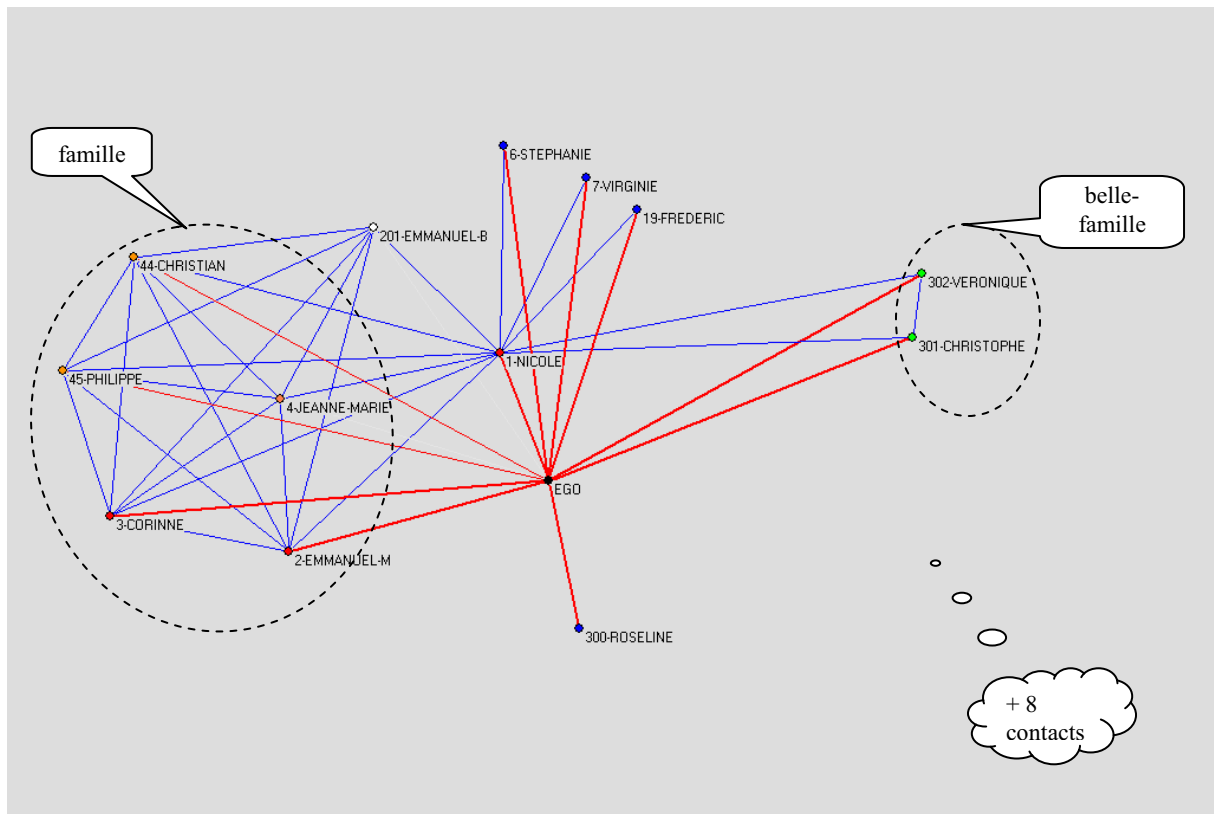 famille
6-STEPHANIE
7-VIRGINIE
19-FREDERIC
belle-
famille
201-EMMANUEL-B
44-CHRISTIAN
302-VERONIQUE
301-CHRISTOPHE
1-NICOLE
45-PHILIPPE
4-JEANNE-MARIE
EGO
3-CORINNE
2-EMMANUEL-M
300-ROSELINE
+ 8
contacts